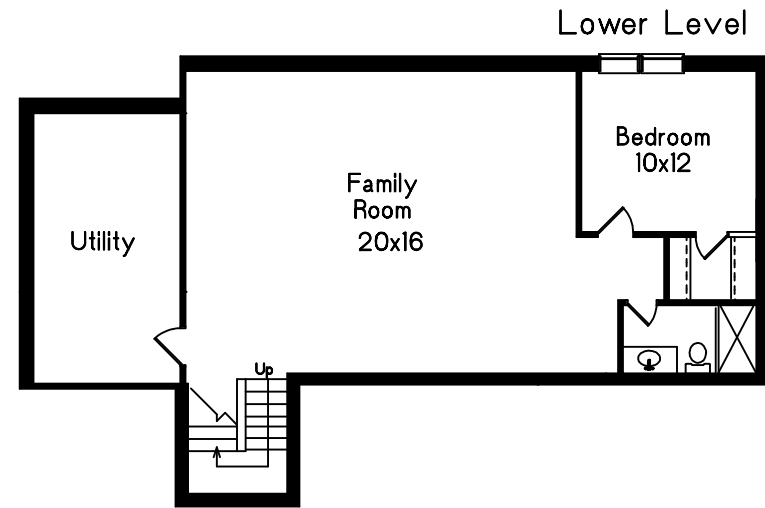 Lower Level
Bedroom
10x12
Family
Room
20x16
Utility
Up